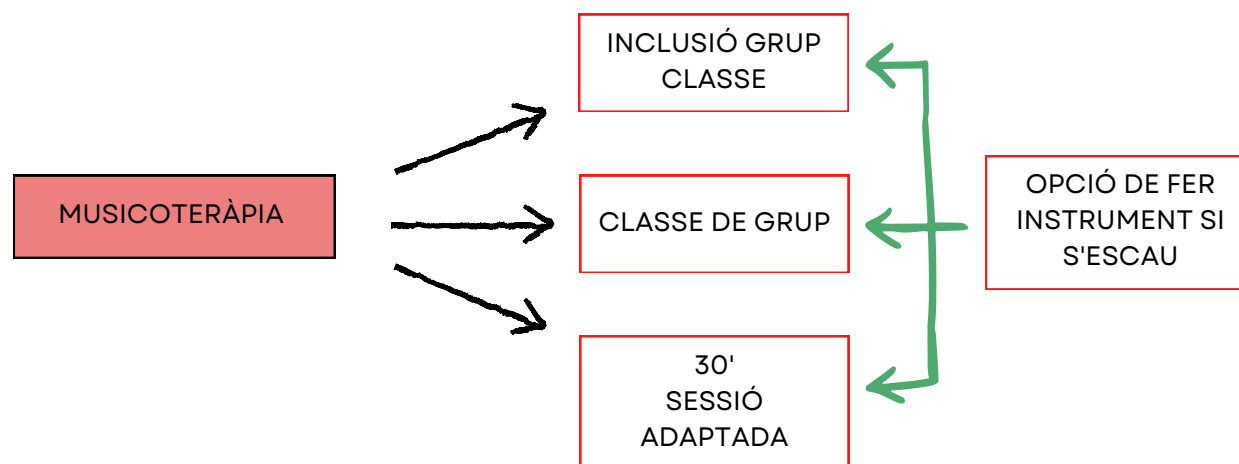 INCLUSIÓ GRUP
CLASSE
MUSICOTERÀPIA
CLASSE DE GRUP
OPCIÓ DE FER
INSTRUMENT SI
S'ESCAU
30'
SESSIÓ
ADAPTADA